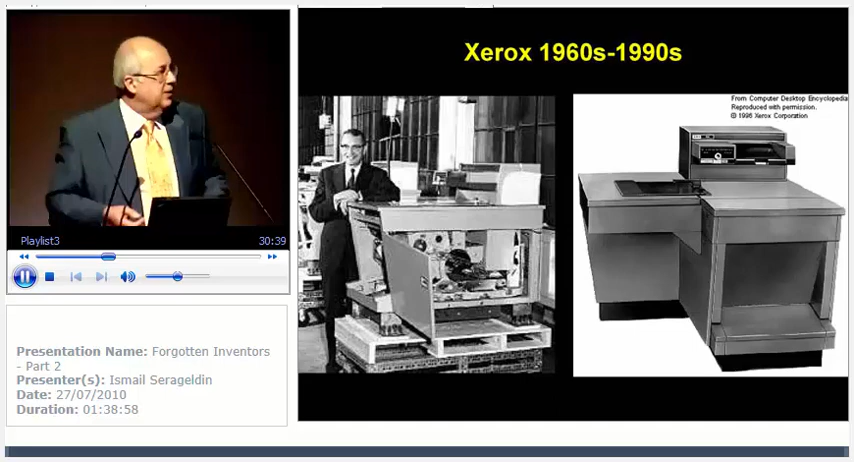 Xerox 1960s-1990s
From Computer Desktop Encyclopedia
Reproduced with permission.
© 1996 Xerox Corporation
Playlist3
30:39
Presentation Name: Forgotten Inventors
- Part 2
Presenter(s): Ismail Serageldin
Date: 27/07/2010
Duration: 01:38:58